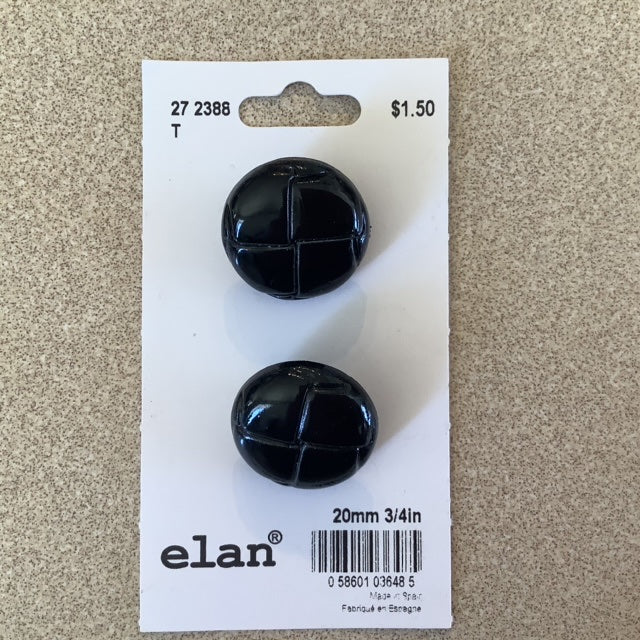 27 2388
T
$1.50
20mm 3/4in
elan®
0 58601 03648 5
Made in Spain
Fabriqué en Espagne